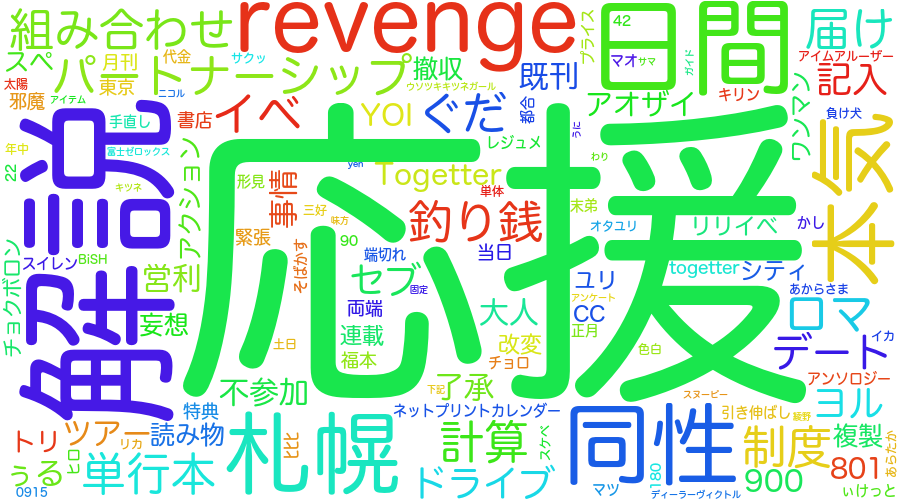 組み合わせ
revenge
日間
届け
42
プライス
マオ
サマ
ガイド
アイムアルーザー
スペ
月刊
代金
サクッ
パートナーシップ
撤収
既刊
記入
太陽
東京
ウソツキキツネガール
キリン
邪魔
アイテム
ニコル
イベ
YOI
ぐだ
都合
アオザイ
ワンマン
負け犬
解説
手直し
書店
うに
レジュメ
本気
年中
富士ゼロックス
アクション
yeh
わり
22
キツネ
形見
事情
Togetter
単体
応援
末弟
三好
味方
釣り銭
オタユリ
リリイベ
かし
チョクボロン
スイレン
BiSH
緊張
90
端切れ
当日
そばかす
営利
セブ
固定
ユリ
togetter
シティ
あからさま
アンケート
両端
大人
CC
ロマ
妄想
連載
正月
イカ
土日
改変
色白
デート
福本
チョロ
アンソロジー
不参加
下記
了承
スヌーピー
ヨル
特典
ネットプリントカレンダー
引き伸ばし
綾野
トリ
ツアー
リカ
読み物
札幌
ヒヒ
計算
スケベ
同性
制度
複製
あらたか
うる
ヒロ
単行本
ドライブ
180
900
801
0915
マツ
ディーラーヴィクトル
いけっと